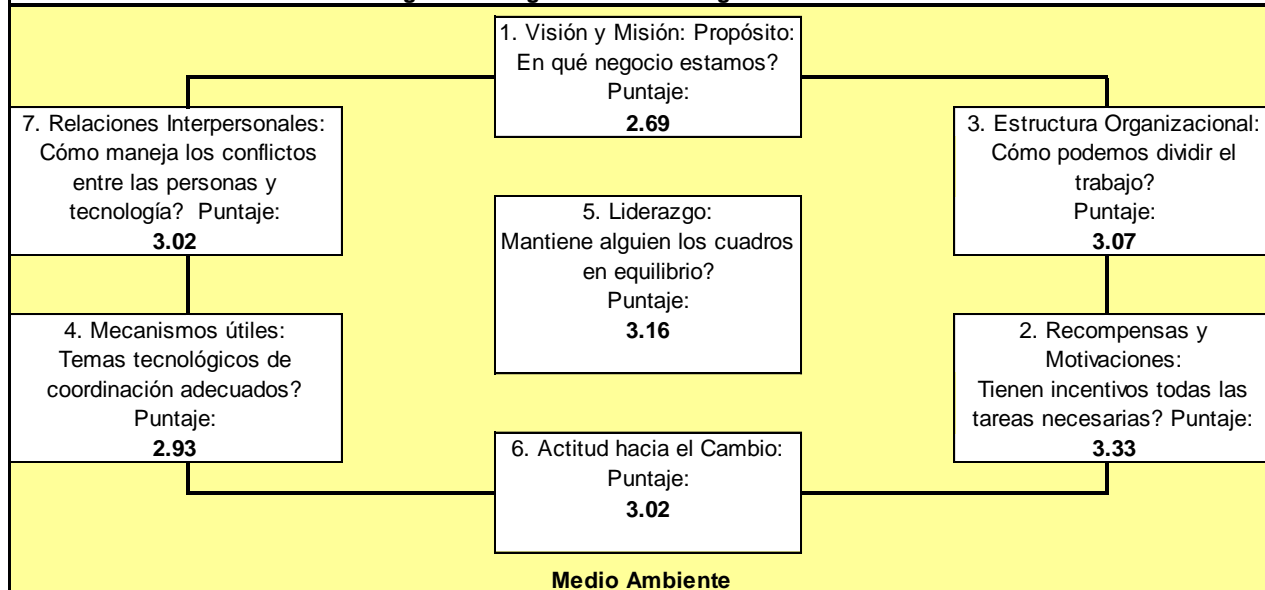 1. Visión y Misión: Propósito:
En qué negocio estamos?
Puntaje:
2.69
7. Relaciones Interpersonales:
Cómo maneja los conflictos
entre las personas y
tecnología? Puntaje:
3.02
3. Estructura Organizacional:
Cómo podemos dividir el
trabajo?
Puntaje:
3.07
5. Liderazgo:
Mantiene alguien los cuadros
en equilibrio?
Puntaje:
3.16
4. Mecanismos útiles:
Temas tecnológicos de
coordinación adecuados?
Puntaje:
2.93
2. Recompensas y
Motivaciones:
Tienen incentivos todas las
tareas necesarias? Puntaje:
3.33
6. Actitud hacia el Cambio:
Puntaje:
3.02
Medio Ambiente